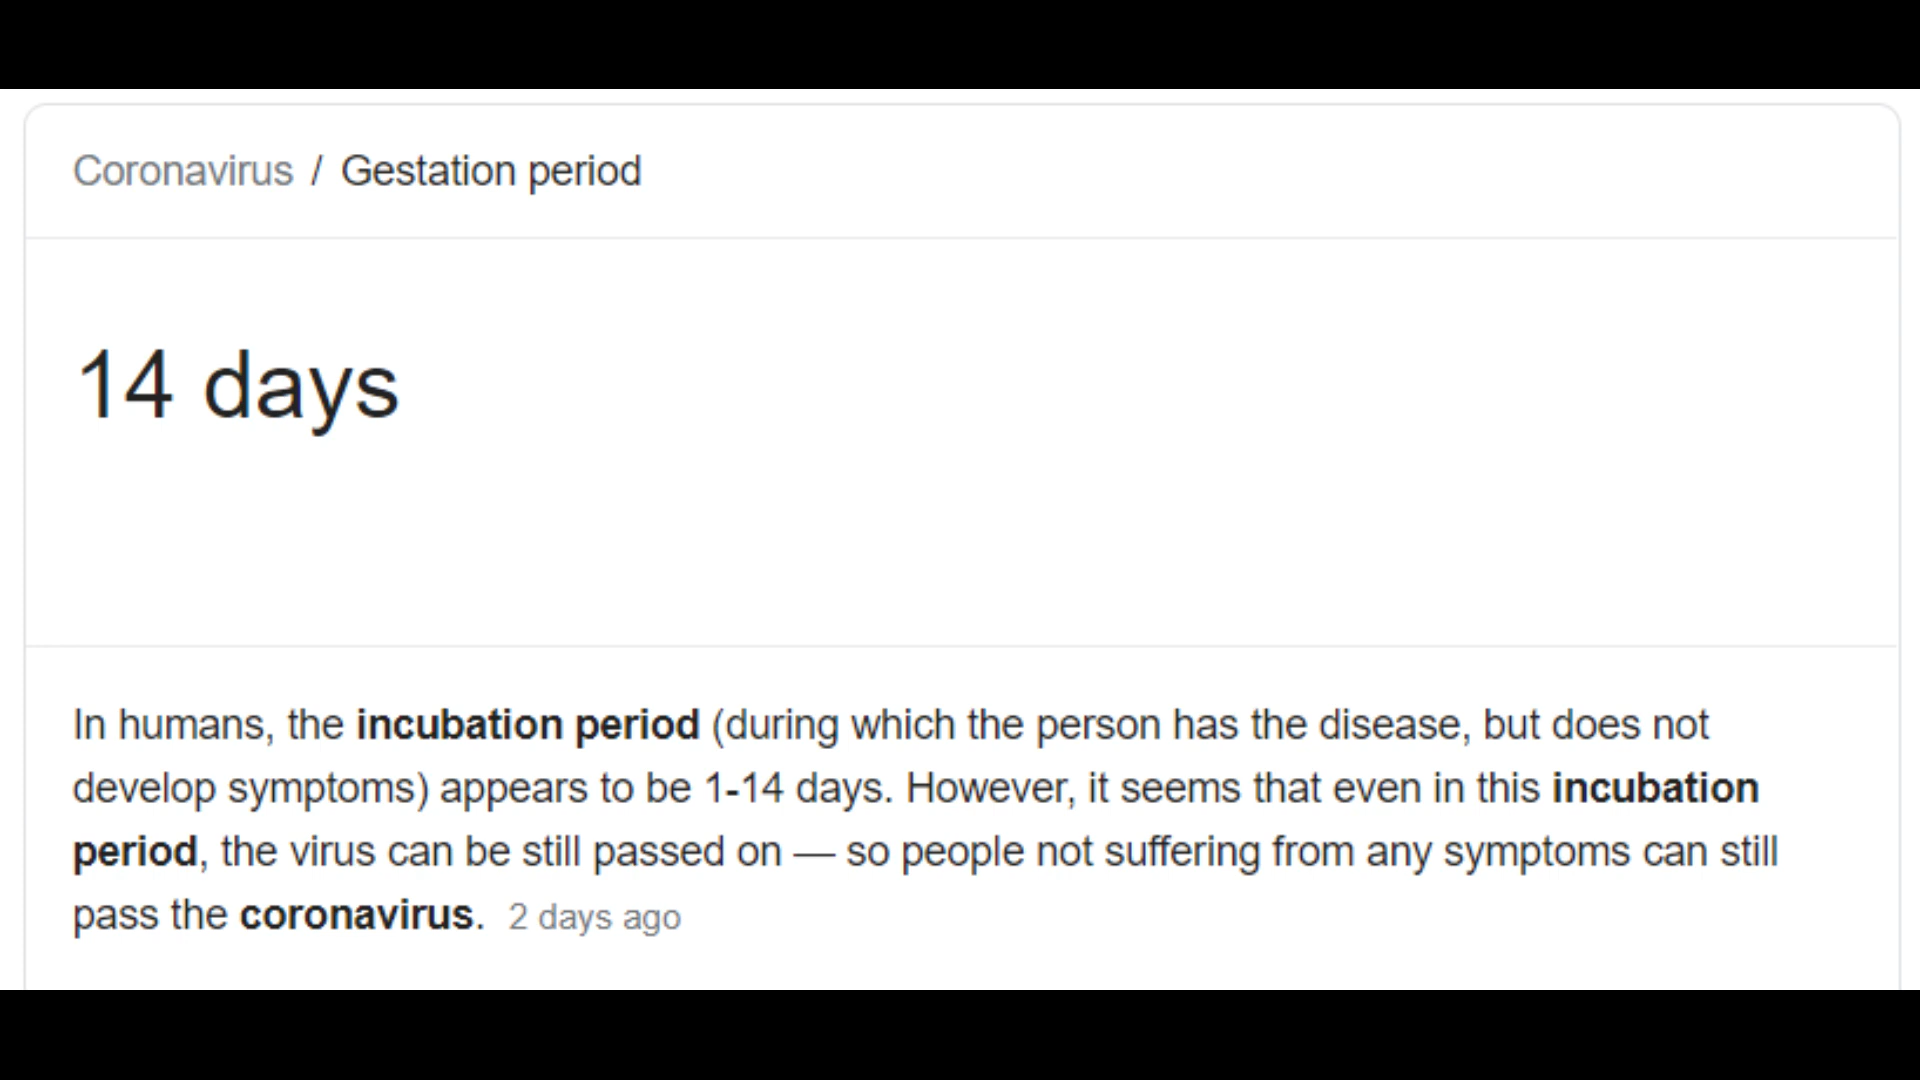 Coronavirus / Gestation period
14 days
In humans, the incubation period (during which the person has the disease, but does not
develop symptoms) appears to be 1-14 days. However, it seems that even in this incubation
period, the virus can be still passed on — so people not suffering from any symptoms can still
pass the coronavirus. 2 days ago